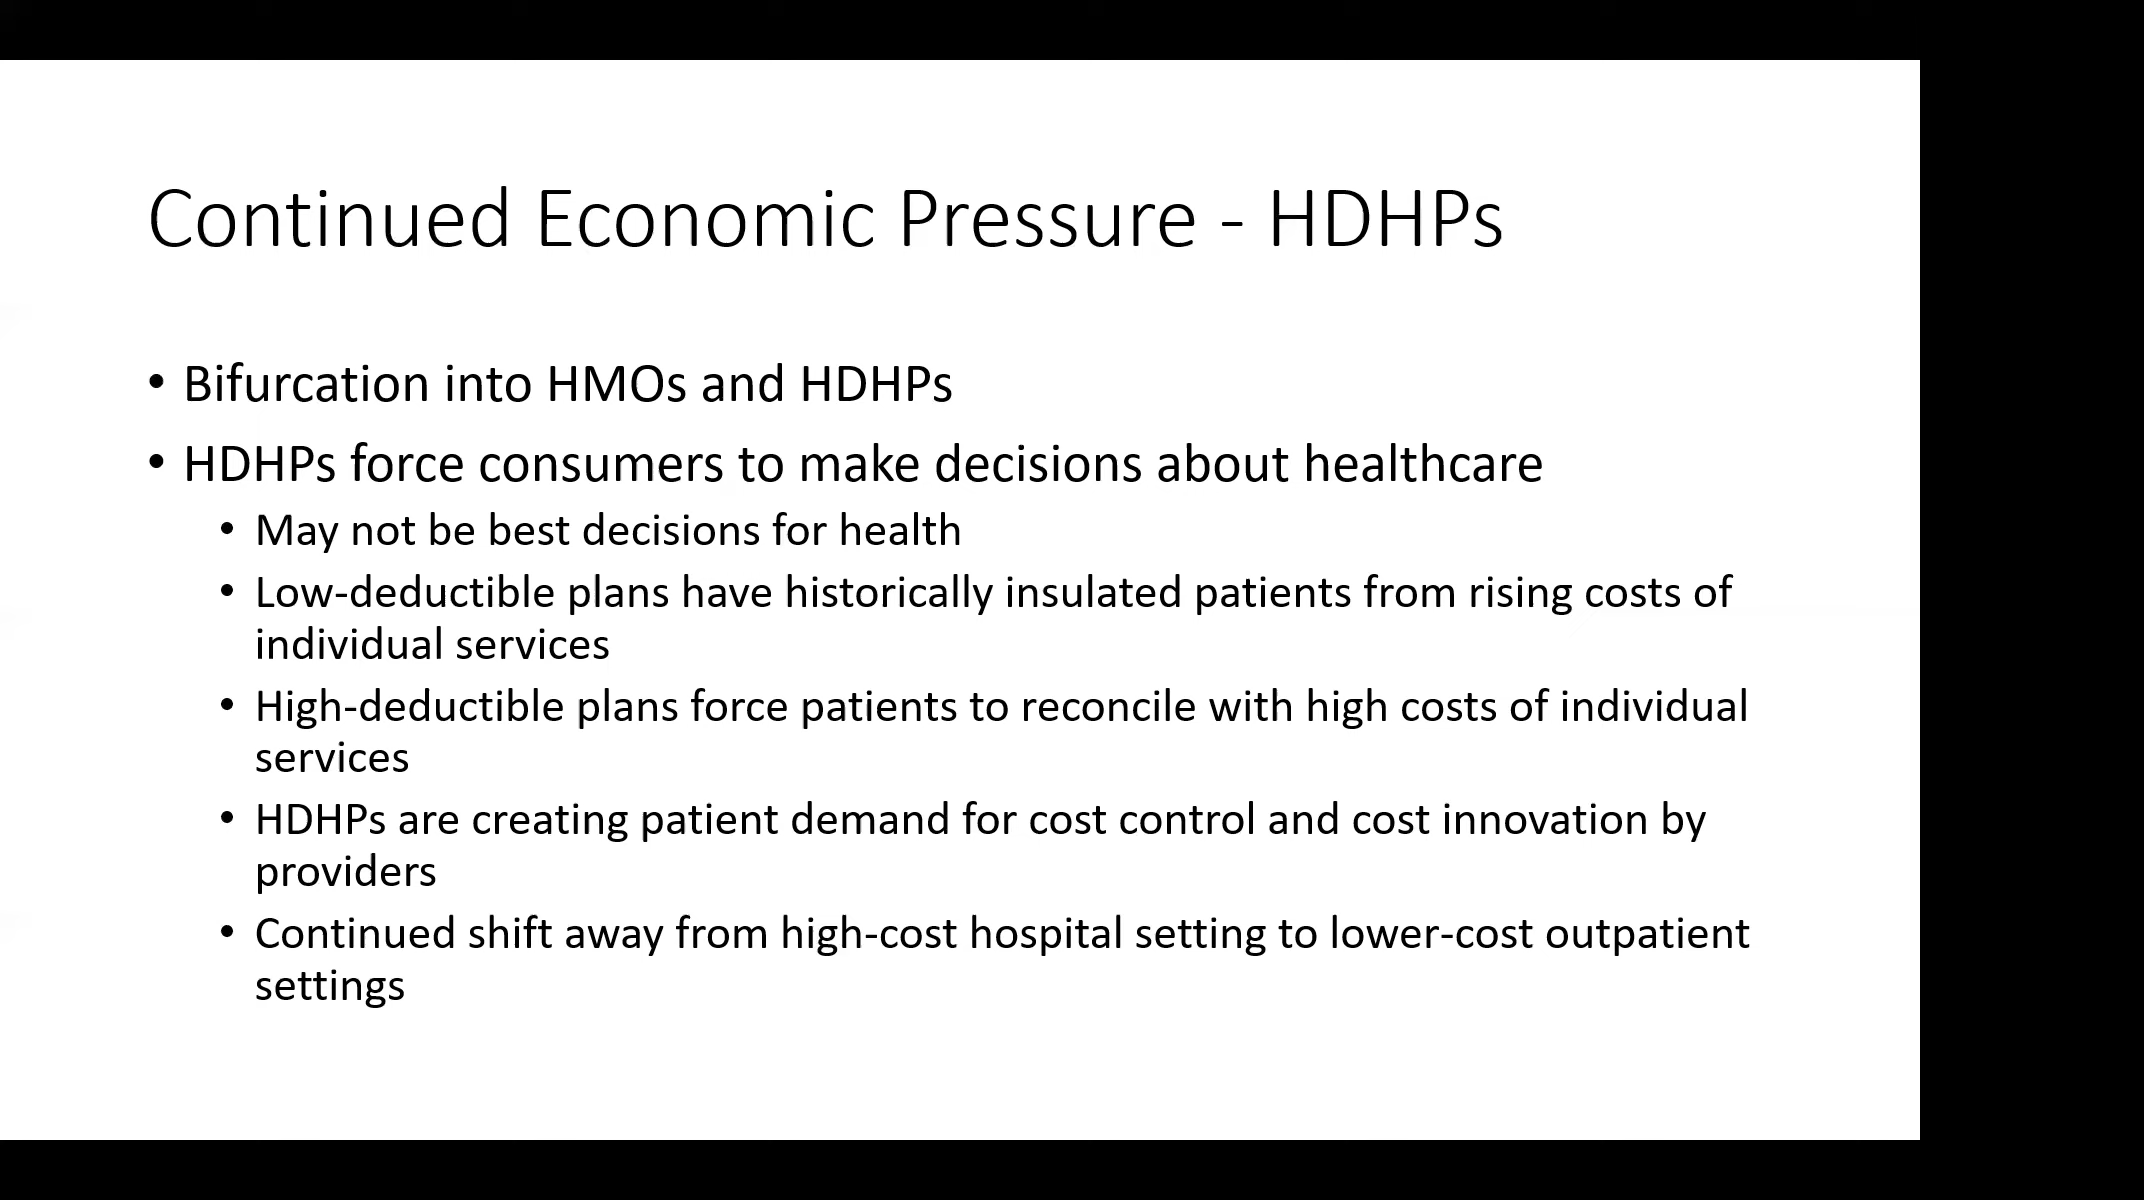 Continued Economic Pressure - HDHPs
• Bifurcation into HMOs and HDHPs
• HDHPs force consumers to make decisions about healthcare
• May not be best decisions for health
• Low-deductible plans have historically insulated patients from rising costs of
individual services
• High-deductible plans force patients to reconcile with high costs of individual
services
• HDHPs are creating patient demand for cost control and cost innovation by
providers
• Continued shift away from high-cost hospital setting to lower-cost outpatient
settings